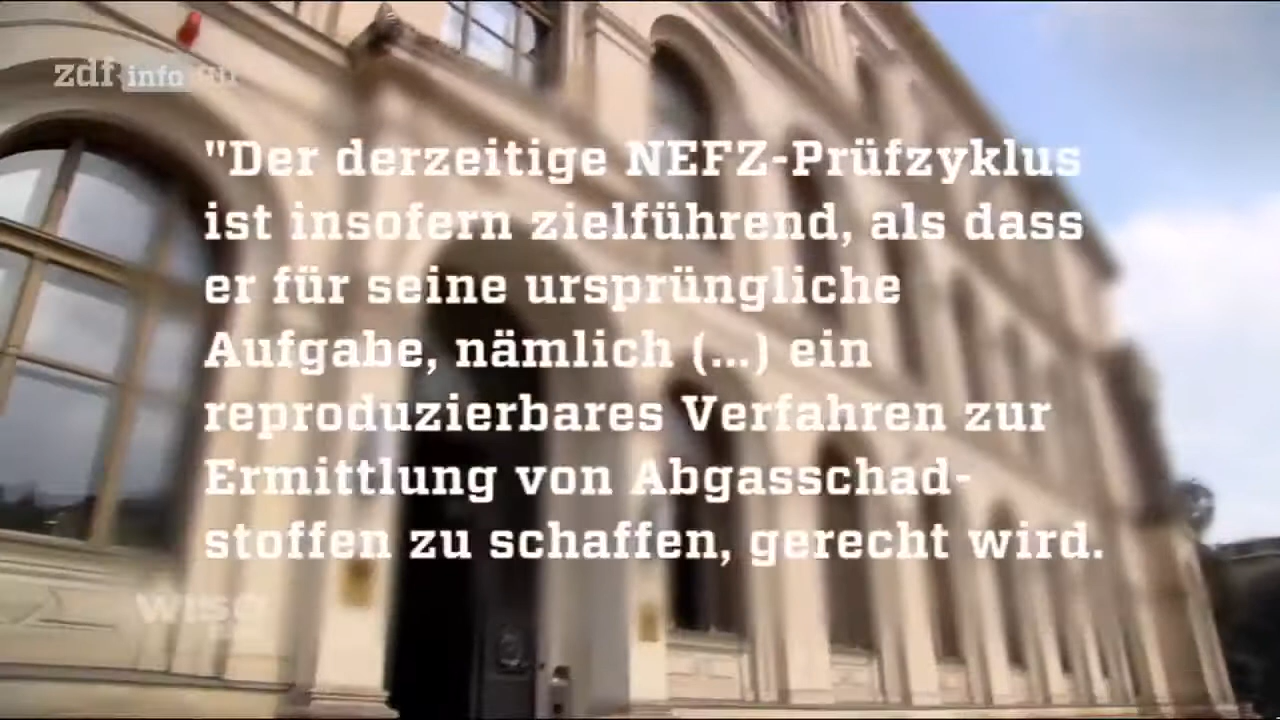 zdf info
"Der derzeitige NEFZ-Prüfzyklus
ist insofern zielführend, als dass
er für seine ursprüngliche
Aufgabe, nämlich (...) ein
reproduzierbares Verfahren zur
Ermittlung von Abgasschad-
stoffen zu schaffen, gerecht wird.
wiso